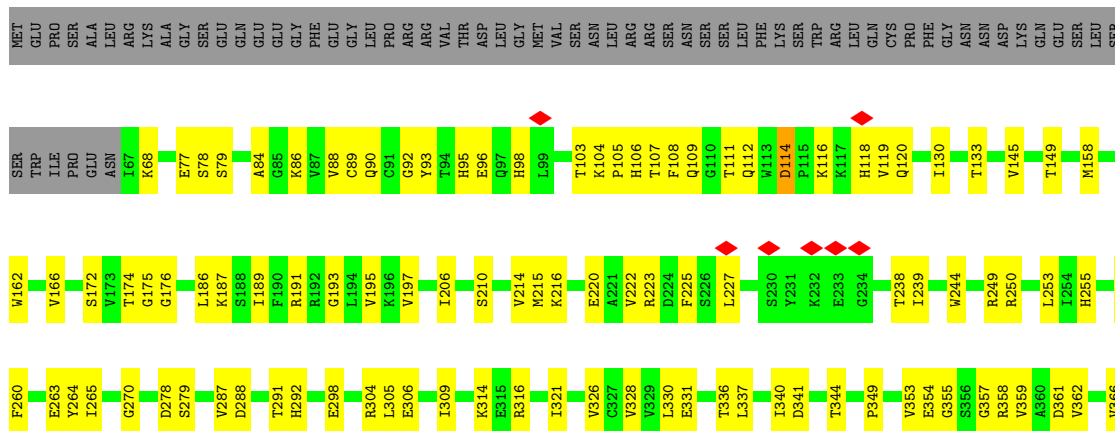 MET GLU PRO SER ALA LEU ARG LYS ALA GLY SER GLU GLN GLU GLU GLY PHE GLU GLY LEU PRO ARG ARG VAL THR ASP LEU GLY MET VAL SER ASN LEU ARG ARG SER ASN SER SER LEU PHE LYS SER TRP ARG LEU GLN CYS PRO PHE GLY ASN ASN ASP LYS GLN GLU SER LEU SER
SER TRP ILE PRO GLU ASN I67 K68 E77 S78 S79 A84 G85 K86 V87 V88 C89 Q90 C91 G92 Y93 T94 H95 E96 Q97 H98 L99 T103 K104 P105 H106 T107 F108 Q109 G110 T111 Q112 W113 D114 P115 K116 K117 H118 V119 Q120 I130 T133 V145 T149 M158
W162 V166 S172 V173 T174 G175 G176 L186 K187 S188 I189 F190 R191 R192 G193 L194 V195 K196 V197 I206 S210 V214 M215 K216 E220 A221 V222 R223 D224 F225 S226 L227 S230 Y231 K232 E233 G234 T238 I239 W244 R249 R250 L253 I254 H255
F260 E263 Y264 I265 G270 D278 S279 V287 D288 T291 H292 E298 R304 L305 E306 I309 K314 E315 R316 I321 V326 C327 V328 V329 L330 E331 T336 L337 I340 D341 T344 P349 V353 E354 G355 S356 G357 R358 V359 A360 D361 V362 V366